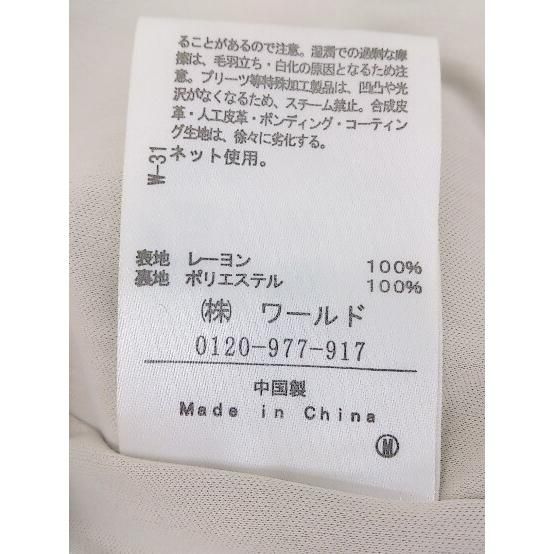 ることがあるので注意。湿潤での過剰な摩
擦は、毛羽立ち・白化の原因となるため注
意。プリーツ等特殊加工製品は、凹凸や光
沢がなくなるため、スチーム禁止。合成皮
革・人工皮革・ボンディング・コーティン
グ生地は、徐々に劣化する。
ネット使用。
W-31
表地 レーヨン 100%
裏地 ポリエステル 100%
㈱ ワールド
0120-977-917
中国製
Made in China
Ⓜ